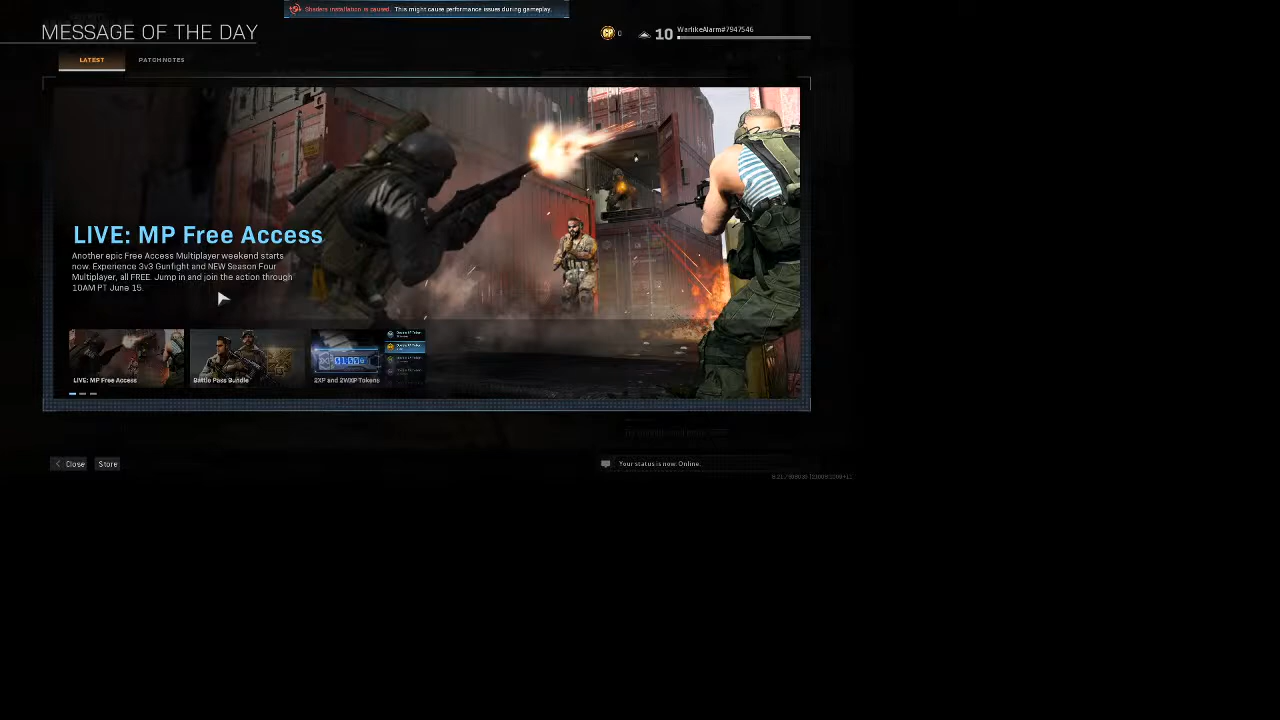 Shaders installation is paused. This might cause performance issues during gameplay.
MESSAGE OF THE DAY
CP 0
10 WarlikeAlarm#7947546
LATEST
PATCH NOTES
LIVE: MP Free Access
Another epic Free Access Multiplayer weekend starts
now. Experience 3v3 Gunfight and NEW Season Four
Multiplayer, all FREE. Jump in and join the action through
10AM PT June 15.
LIVE: MP Free Access
Battle Pass Bundle
2XP and 2WXP Tokens
Close
Store
Your status is now: Online.